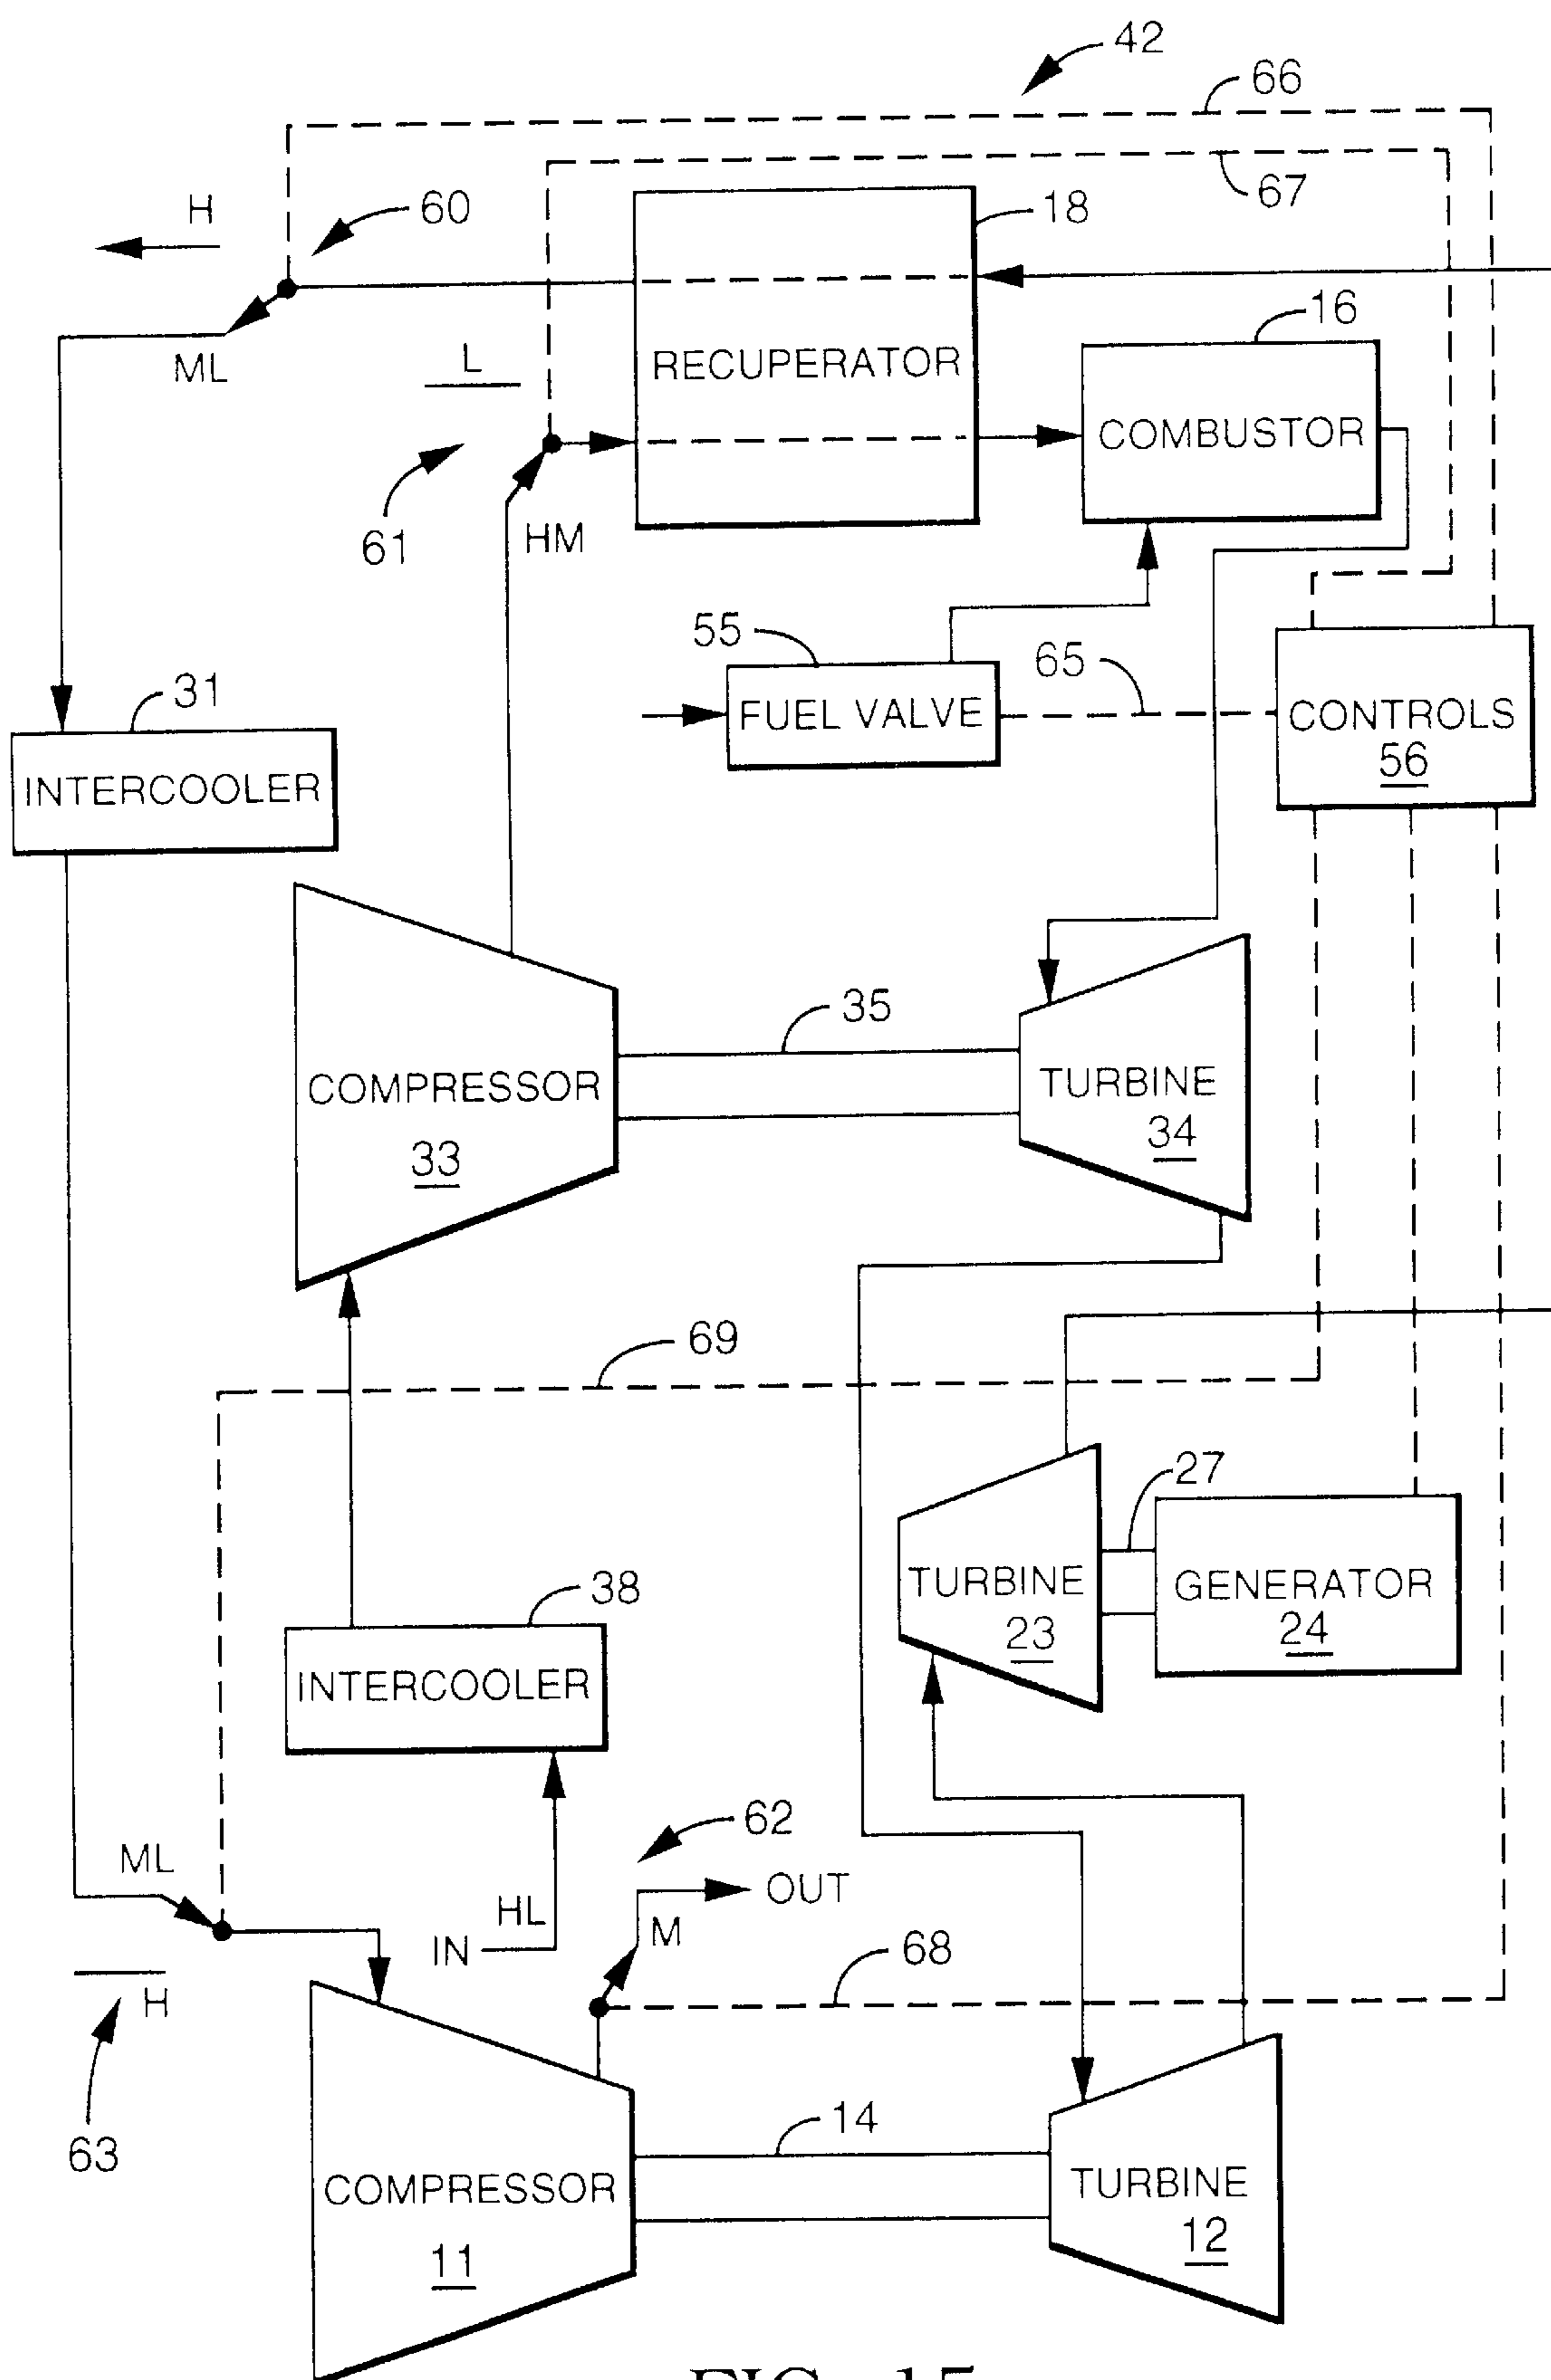 42
66
67
H
60
18
16
ML
L
RECUPERATOR
COMBUSTOR
61
HM
55
65
31
FUEL VALVE
CONTROLS
56
INTERCOOLER
35
COMPRESSOR
33
TURBINE
34
69
27
38
TURBINE
23
GENERATOR
24
INTERCOOLER
62
ML
HL
OUT
IN
M
68
H
63
14
COMPRESSOR
11
TURBINE
12
FIG. 15